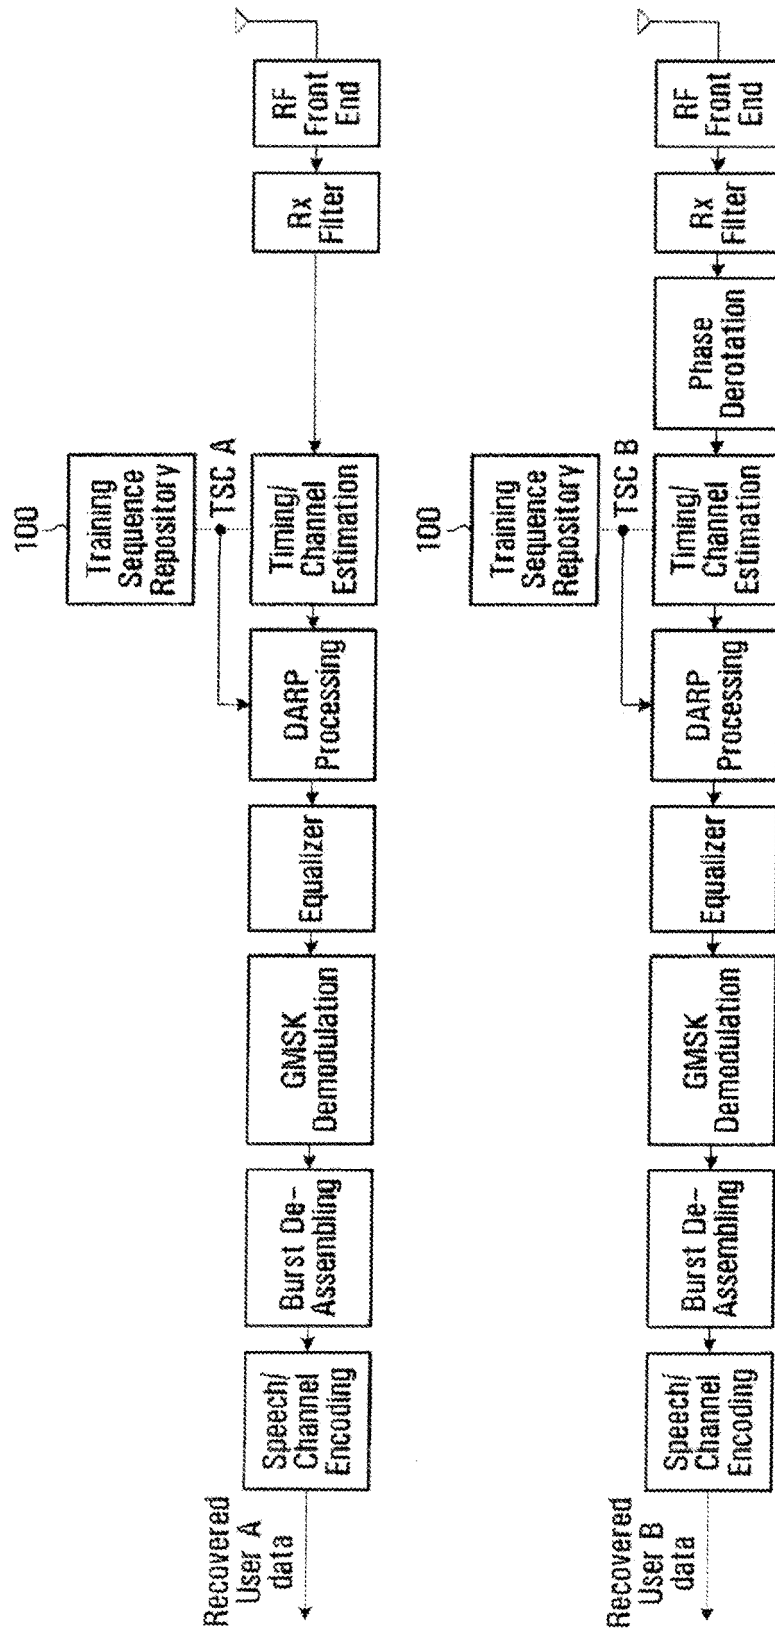 100
Training
Sequence
Repository
TSC A
RF
Front
End
Rx
Filter
Timing/
Channel
Estimation
DARP
Processing
Equalizer
GMSK
Demodulation
Burst De-
Assembling
Speech/
Channel
Encoding
Recovered
User A
data
100
Training
Sequence
Repository
TSC B
RF
Front
End
Rx
Filter
Phase
Derotation
Timing/
Channel
Estimation
DARP
Processing
Equalizer
GMSK
Demodulation
Burst De-
Assembling
Speech/
Channel
Encoding
Recovered
User B
data